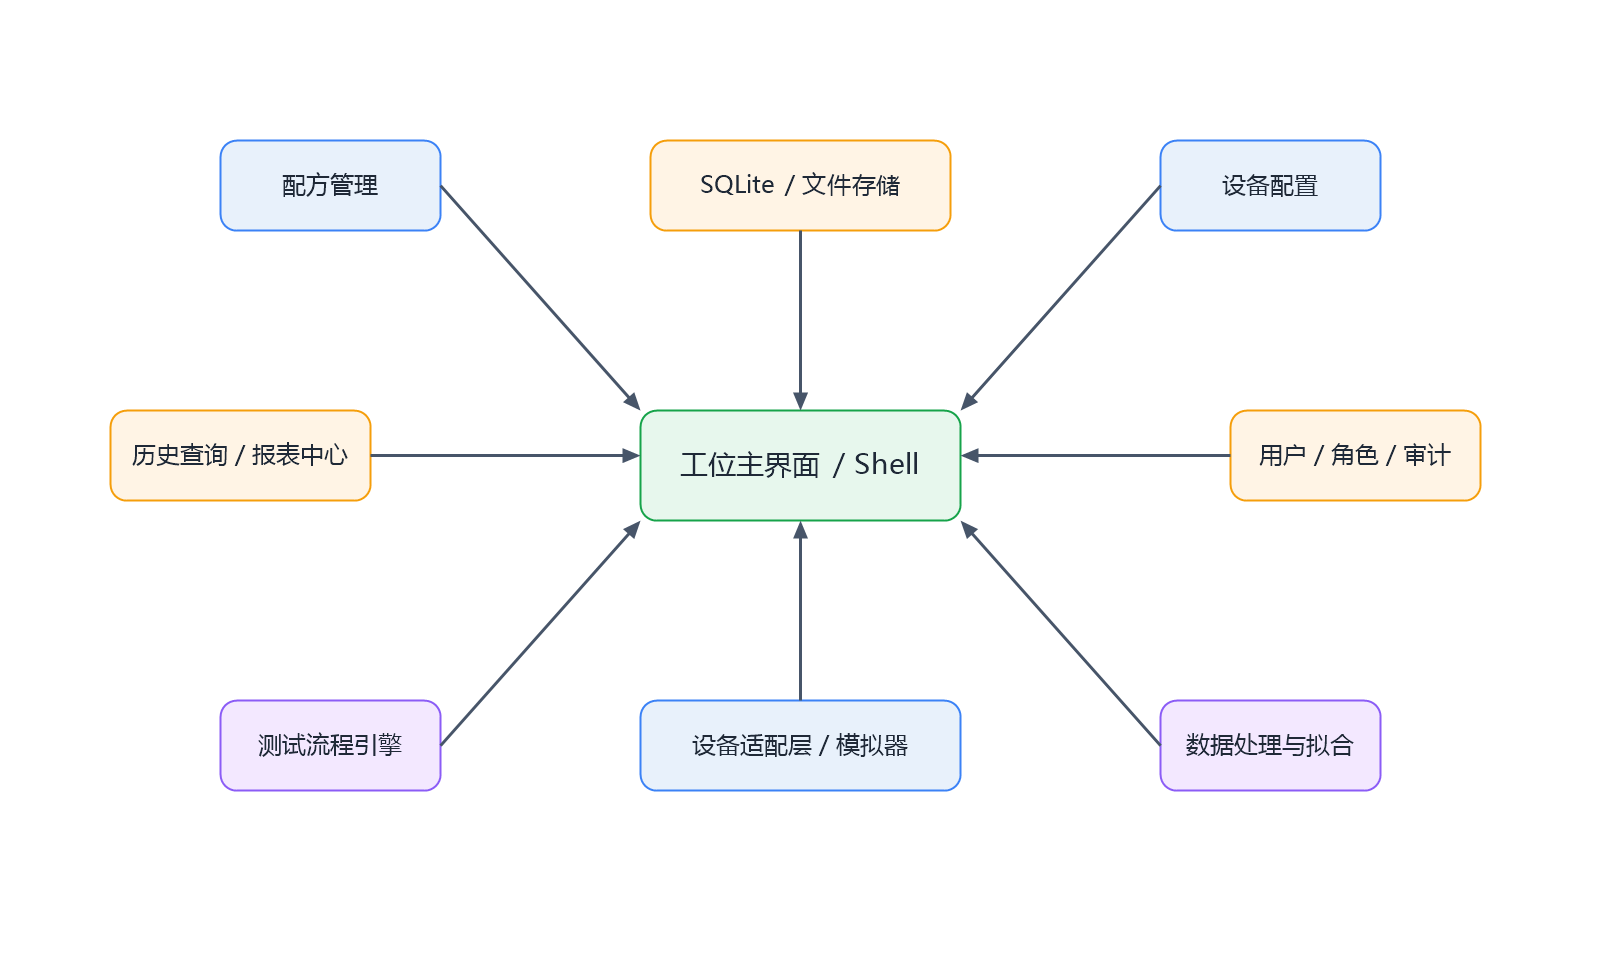 配方管理
SQLite / 文件存储
设备配置
历史查询 / 报表中心
工位主界面 / Shell
用户 / 角色 / 审计
测试流程引擎
设备适配层 / 模拟器
数据处理与拟合